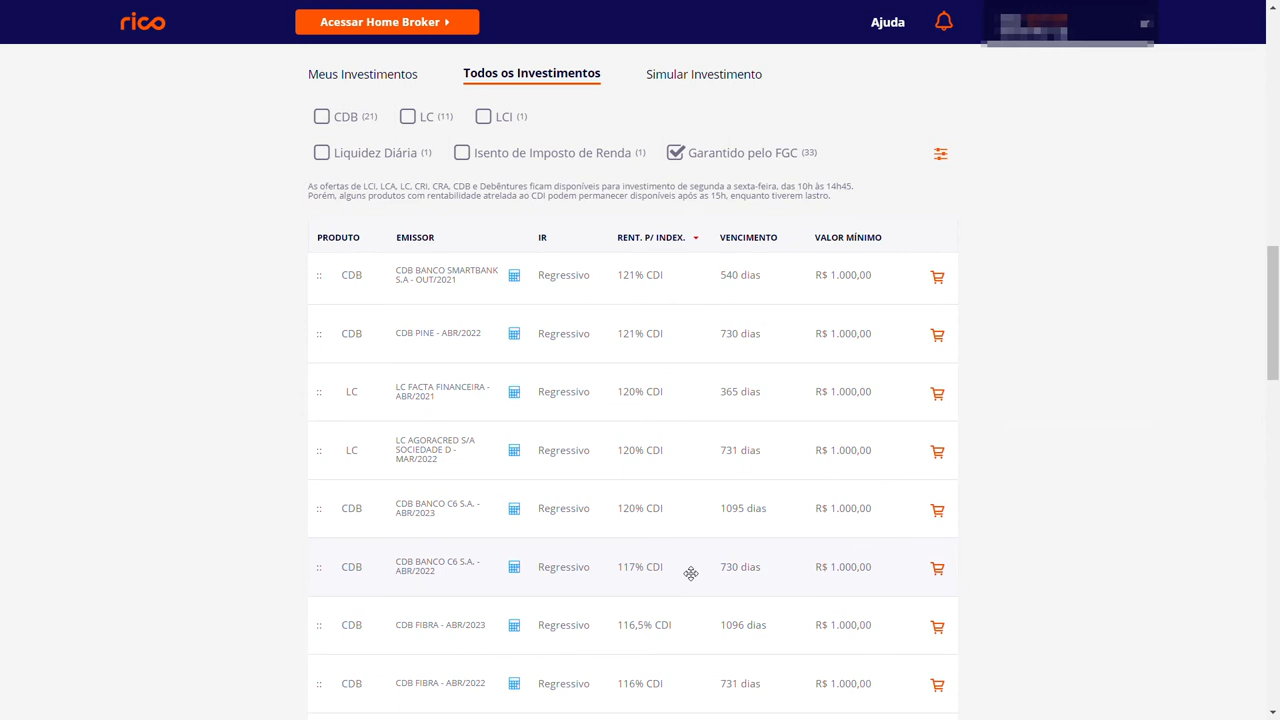 rico
Acessar Home Broker
Ajuda
Meus Investimentos
Todos os Investimentos
Simular Investimento
CDB (21)
LC (11)
LCI (1)
Liquidez Diária (1)
Isento de Imposto de Renda (1)
Garantido pelo FGC (33)
As ofertas de LCI, LCA, LC, CRI, CRA, CDB e Debêntures ficam disponíveis para investimento de segunda a sexta-feira, das 10h às 14h45.
Porém, alguns produtos com rentabilidade atrelada ao CDI podem permanecer disponíveis após as 15h, enquanto tiverem lastro.
PRODUTO EMISSOR IR RENT. P/ INDEX. VENCIMENTO VALOR MÍNIMO
:: CDB
CDB BANCO SMARTBANK
S.A - OUT/2021
Regressivo 121% CDI 540 dias R$ 1.000,00
:: CDB
CDB PINE - ABR/2022
Regressivo 121% CDI 730 dias R$ 1.000,00
:: LC
LC FACTA FINANCEIRA -
ABR/2021
Regressivo 120% CDI 365 dias R$ 1.000,00
:: LC
LC AGORACRED S/A
SOCIEDADE D -
MAR/2022
Regressivo 120% CDI 731 dias R$ 1.000,00
:: CDB
CDB BANCO C6 S.A. -
ABR/2023
Regressivo 120% CDI 1095 dias R$ 1.000,00
:: CDB
CDB BANCO C6 S.A. -
ABR/2022
Regressivo 117% CDI 730 dias R$ 1.000,00
:: CDB
CDB FIBRA - ABR/2023
Regressivo 116,5% CDI 1096 dias R$ 1.000,00
:: CDB
CDB FIBRA - ABR/2022
Regressivo 116% CDI 731 dias R$ 1.000,00